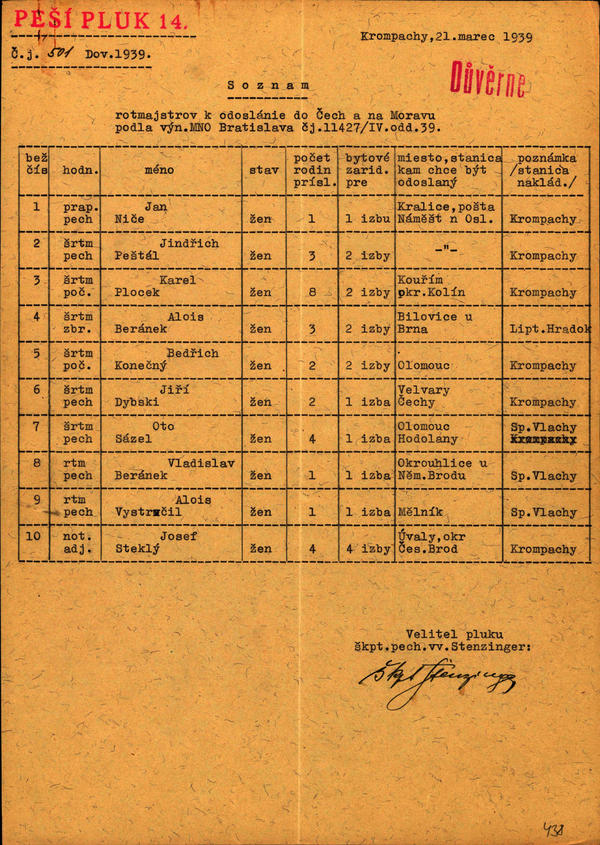 PEŠÍ PLUK 14.
Krompachy,21.marec 1939
Č.j. 501 Dov.1939.
Důvěrne
Soznam
rotmajstrov k odoslánie do Čech a na Moravu
podla výn.MNO Bratislava čj.11427/IV.odd.39.
bež čís hodn. méno stav počet rodin prísl. bytové zarid. pre miesto,stanica kam chce být odoslaný poznámka /stanica naklád./
1 prap. pech Jan Niče žen 1 1 izbu Kralice,pošta Náměšt n Osl. Krompachy
2 šrtm pech Jindřich Peštál žen 3 2 izby -"- Krompachy
3 šrtm poč. Karel Plocek žen 8 2 izby Kouřím okr.Kolín Krompachy
4 šrtm zbr. Alois Beránek žen 3 2 izby Bilovice u Brna Lipt.Hradok
5 šrtm poč. Bedřich Konečný žen 2 2 izby Olomouc Krompachy
6 šrtm pech Jiří Dybski žen 2 1 izba Velvary Čechy Krompachy
7 šrtm pech Oto Sázel žen 4 1 izba Olomouc Hodolany Sp.Vlachy Krompachy
8 rtm pech Vladislav Beránek žen 1 1 izba Okrouhlice u Něm.Brodu Sp.Vlachy
9 rtm pech Alois Vystrčil žen 1 1 izba Mělník Sp.Vlachy
10 not. adj. Josef Steklý žen 4 4 izby Úvaly,okr Čes.Brod Krompachy
Velitel pluku
škpt.pech.vv.Stenzinger:
Škpt Stenzinger
438